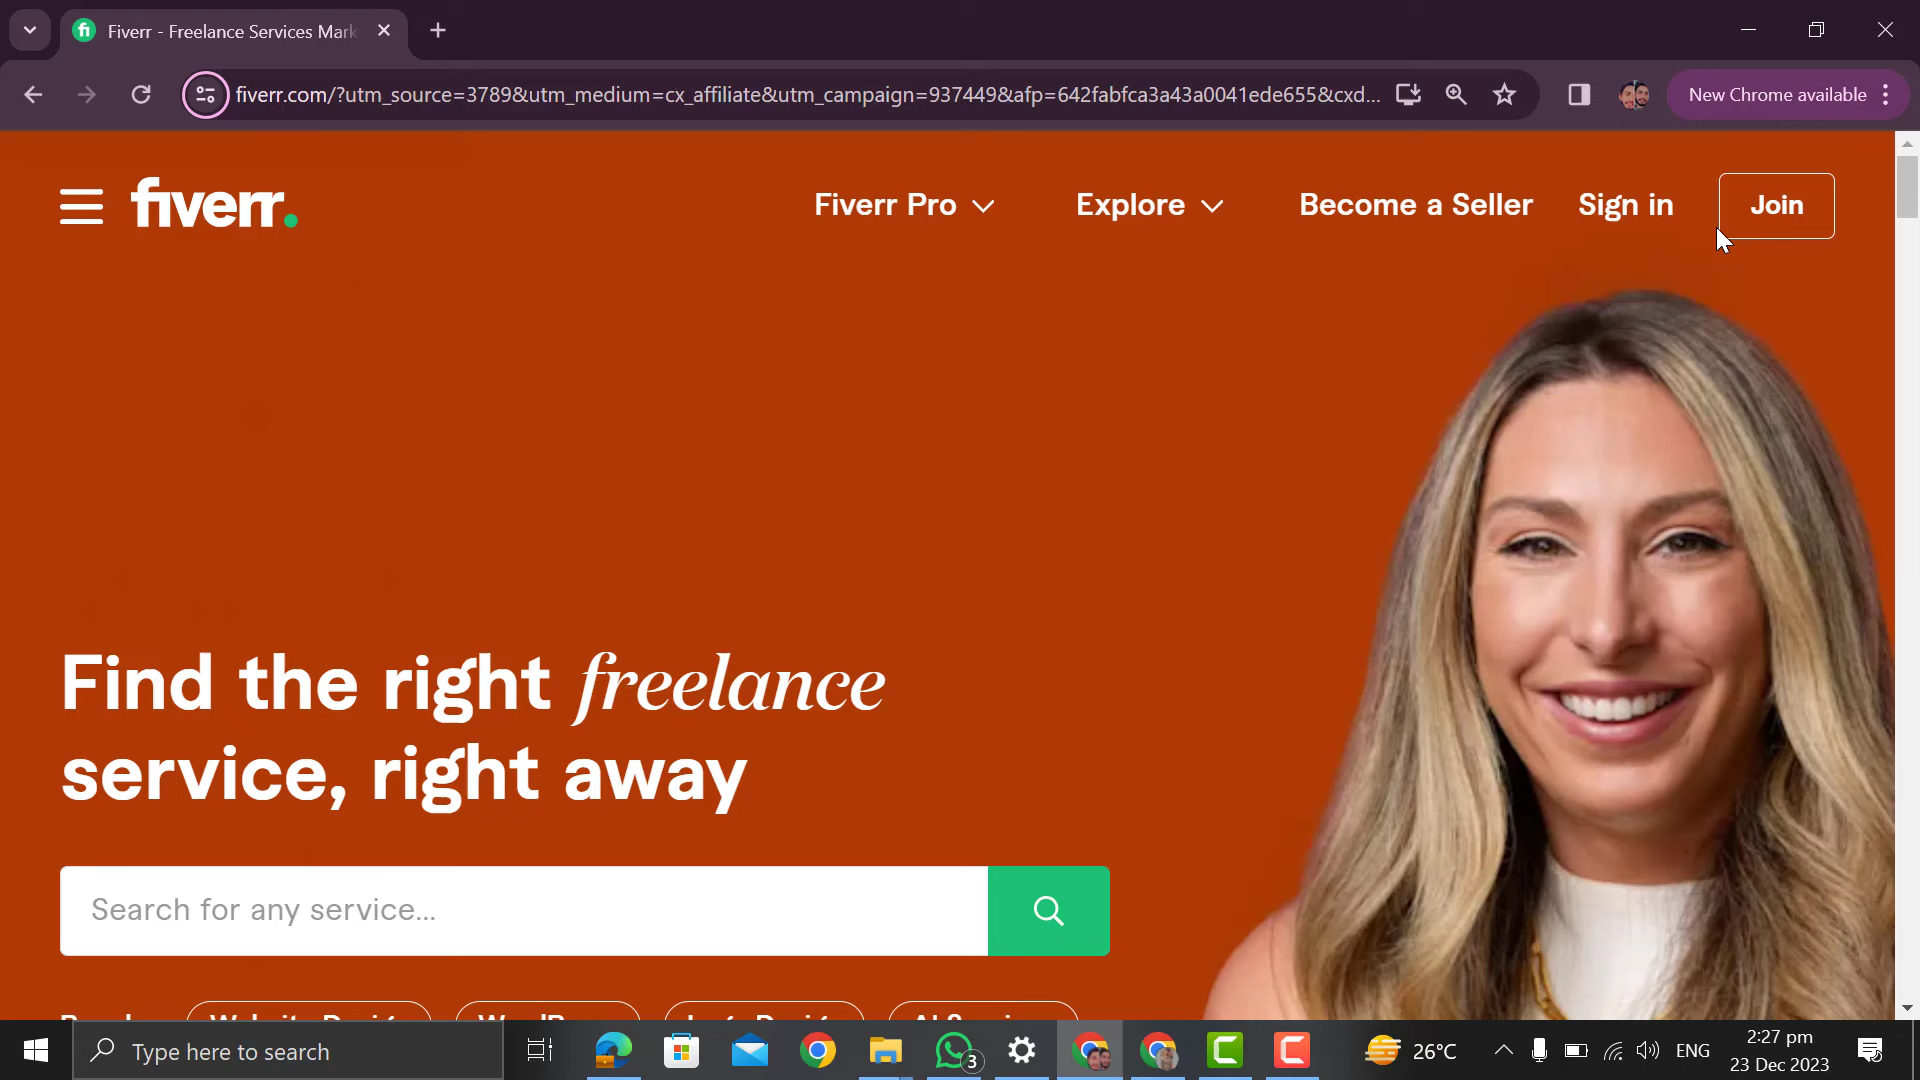 Fiverr - Freelance Services Mark
fiverr.com/?utm_source=3789&utm_medium=cx_affiliate&utm_campaign=937449&afp=642fabfca3a43a0041ede655&cxd...
New Chrome available
fiverr.
Fiverr Pro
Explore
Become a Seller
Sign in
Join
Find the right freelance
service, right away
Search for any service...
Type here to search
3
26°C
ENG
2:27 pm
23 Dec 2023